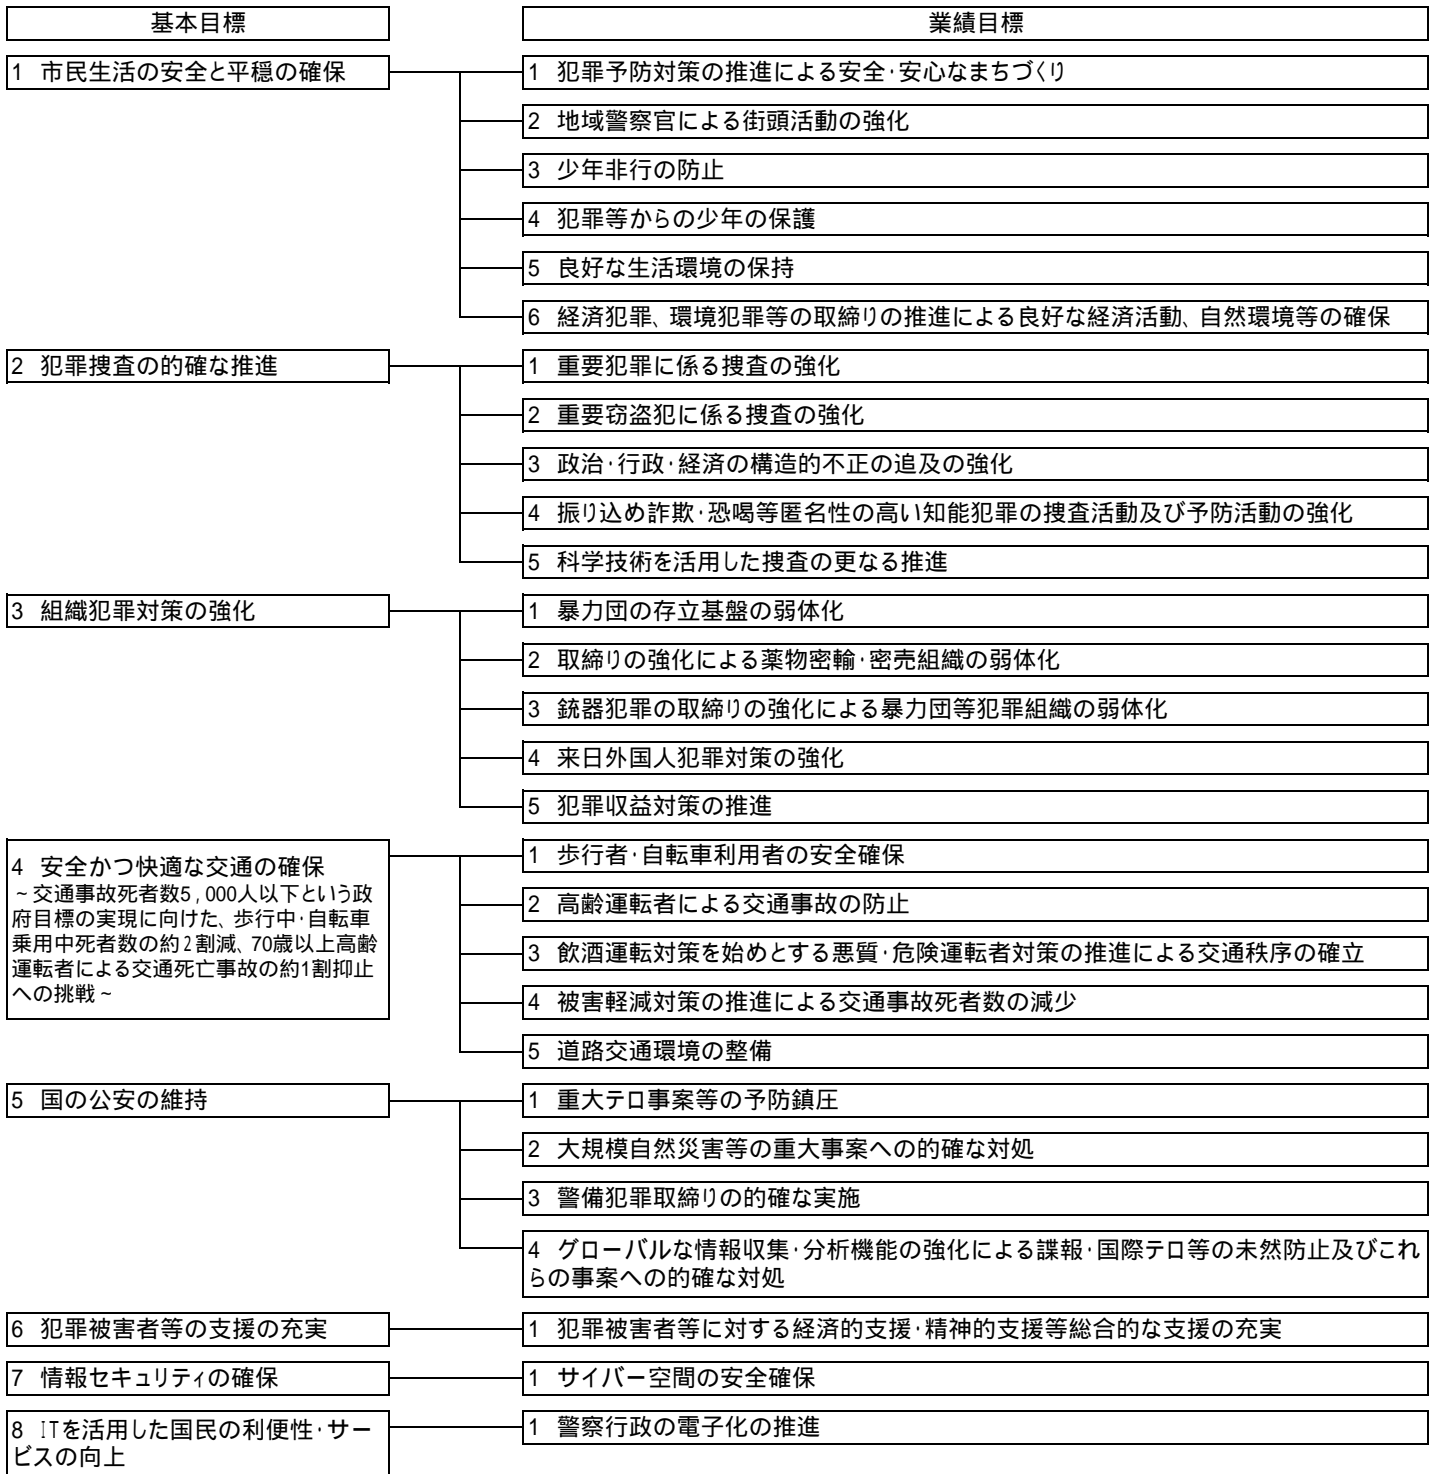 基本目標
業績目標
1 市民生活の安全と平穏の確保
1 犯罪予防対策の推進による安全・安心なまちづくり
2 地域警察官による街頭活動の強化
3 少年非行の防止
4 犯罪等からの少年の保護
5 良好な生活環境の保持
6 経済犯罪、環境犯罪等の取締りの推進による良好な経済活動、自然環境等の確保
2 犯罪捜査の的確な推進
1 重要犯罪に係る捜査の強化
2 重要窃盗犯に係る捜査の強化
3 政治・行政・経済の構造的不正の追及の強化
4 振り込め詐欺・恐喝等匿名性の高い知能犯罪の捜査活動及び予防活動の強化
5 科学技術を活用した捜査の更なる推進
3 組織犯罪対策の強化
1 暴力団の存立基盤の弱体化
2 取締りの強化による薬物密輸・密売組織の弱体化
3 銃器犯罪の取締りの強化による暴力団等犯罪組織の弱体化
4 来日外国人犯罪対策の強化
5 犯罪収益対策の推進
4 安全かつ快適な交通の確保
~交通事故死者数5,000人以下という政
府目標の実現に向けた、歩行中・自転車
乗用中死者数の約2割減、70歳以上高齢
運転者による交通死亡事故の約1割抑止
への挑戦~
1 歩行者・自転車利用者の安全確保
2 高齢運転者による交通事故の防止
3 飲酒運転対策を始めとする悪質・危険運転者対策の推進による交通秩序の確立
4 被害軽減対策の推進による交通事故死者数の減少
5 道路交通環境の整備
5 国の公安の維持
1 重大テロ事案等の予防鎮圧
2 大規模自然災害等の重大事案への的確な対処
3 警備犯罪取締りの的確な実施
4 グローバルな情報収集・分析機能の強化による諜報・国際テロ等の未然防止及びこれ
らの事案への的確な対処
6 犯罪被害者等の支援の充実
1 犯罪被害者等に対する経済的支援・精神的支援等総合的な支援の充実
7 情報セキュリティの確保
1 サイバー空間の安全確保
8 ITを活用した国民の利便性・サー
ビスの向上
1 警察行政の電子化の推進